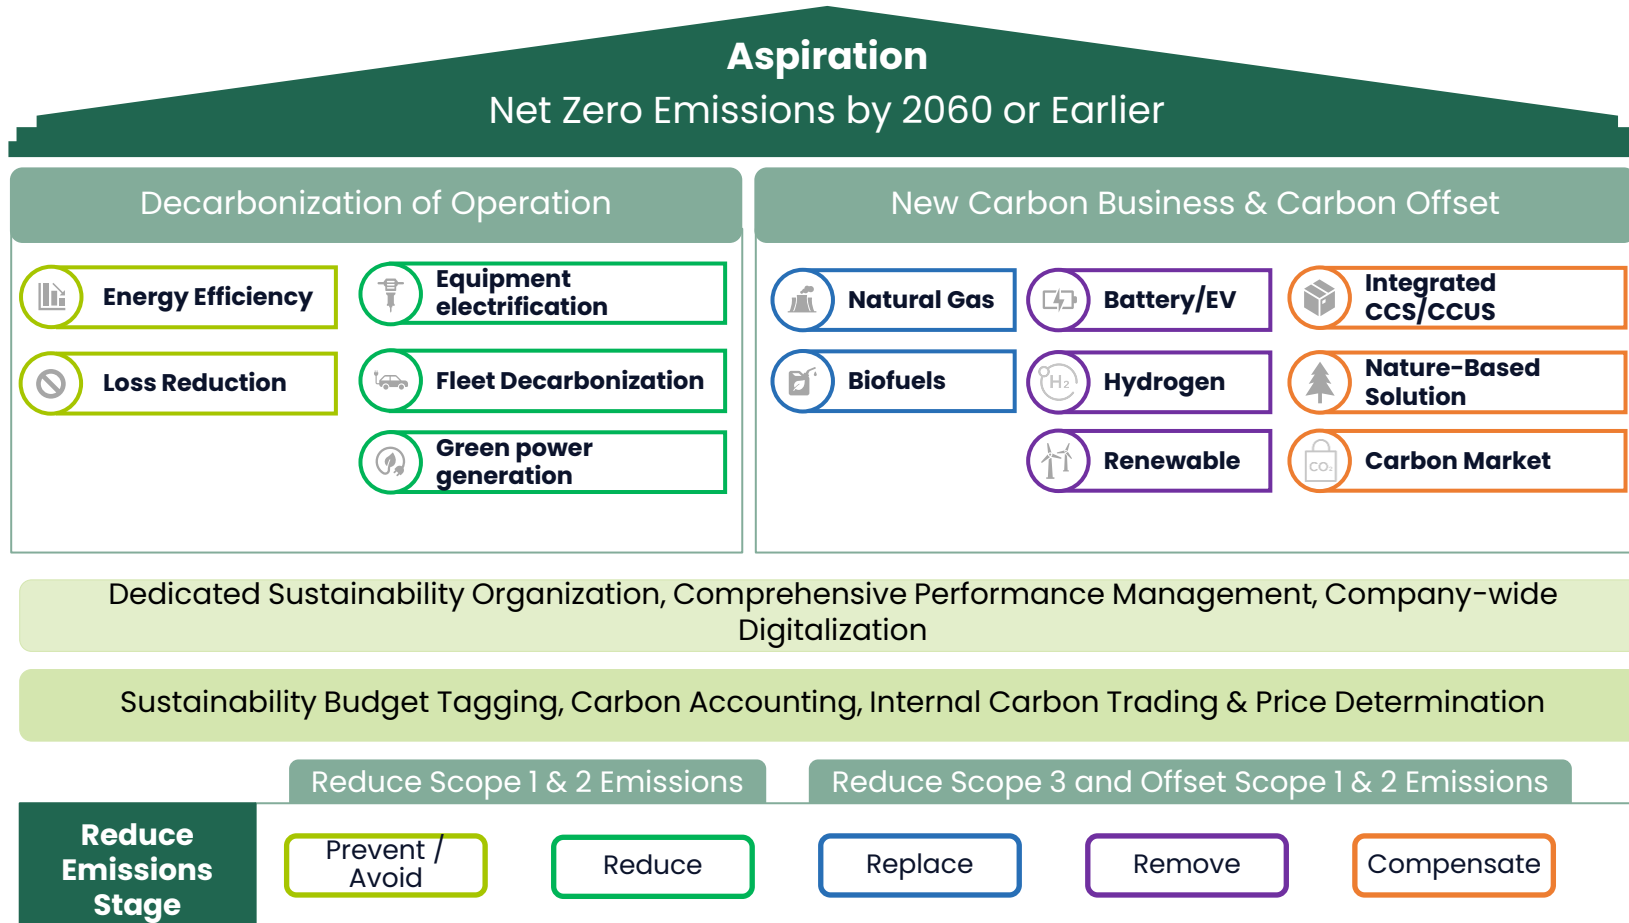 Aspiration
Net Zero Emissions by 2060 or Earlier
Decarbonization of Operation
New Carbon Business & Carbon Offset
Energy Efficiency
Loss Reduction
Equipment
electrification
Fleet Decarbonization
Green power
generation
Natural Gas
Biofuels
Battery/EV
H₂
Hydrogen
Renewable
Integrated
CCS/CCUS
Nature-Based
Solution
CO₂
Carbon Market
Dedicated Sustainability Organization, Comprehensive Performance Management, Company-wide
Digitalization
Sustainability Budget Tagging, Carbon Accounting, Internal Carbon Trading & Price Determination
Reduce Scope 1 & 2 Emissions
Reduce Scope 3 and Offset Scope 1 & 2 Emissions
Reduce
Emissions
Stage
Prevent /
Avoid
Reduce
Replace
Remove
Compensate